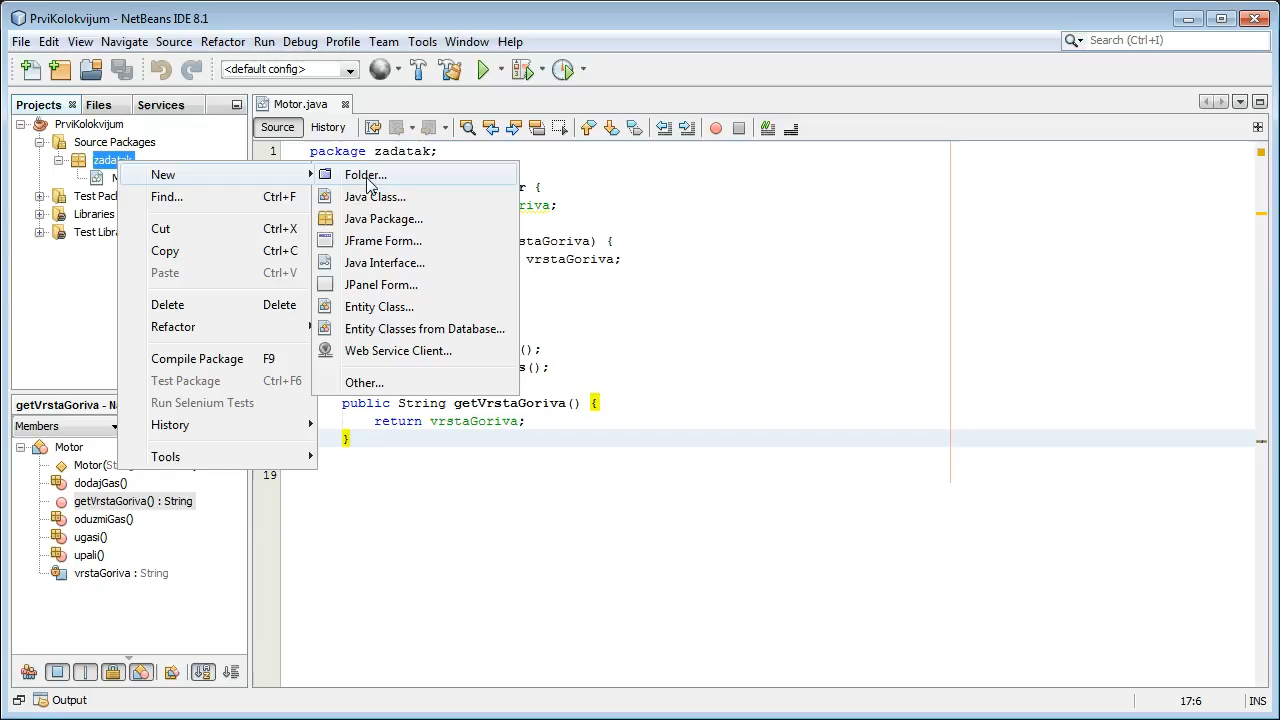 PrviKolokvijum - NetBeans IDE 8.1
File Edit View Navigate Source Refactor Run Debug Profile Team Tools Window Help
Search (Ctrl+I)
<default config>
Projects Files Services
Motor.java
PrviKolokvijum
Source Packages
zadatak
Test Pac
Libraries
Test Libra
Source History
1 package zadatak;
r {
riva;
staGoriva) {
vrstaGoriva;
();
s();
public String getVrstaGoriva() {
return vrstaGoriva;
}
19
New
Find... Ctrl+F
Cut Ctrl+X
Copy Ctrl+C
Paste Ctrl+V
Delete Delete
Refactor
Compile Package F9
Test Package Ctrl+F6
Run Selenium Tests
History
Tools
Folder...
Java Class...
Java Package...
JFrame Form...
Java Interface...
JPanel Form...
Entity Class...
Entity Classes from Database...
Web Service Client...
Other...
getVrstaGoriva - Na
Members
Motor
Motor(St
dodajGas()
getVrstaGoriva() : String
oduzmiGas()
ugasi()
upali()
vrstaGoriva : String
Output
17:6 INS